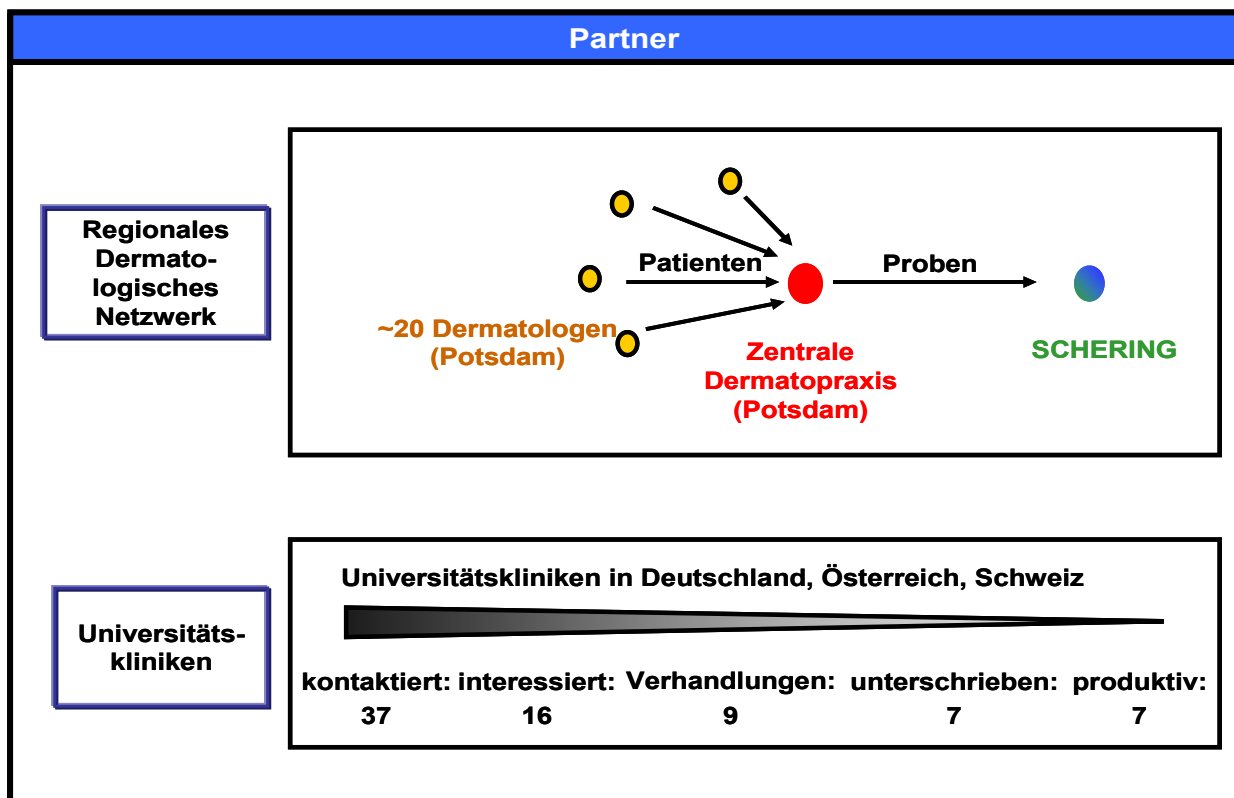 Partner
Regionales
Dermato-
logisches
Netzwerk
Patienten
Proben
~20 Dermatologen
(Potsdam)
Zentrale
Dermatopraxis
(Potsdam)
SCHERING
Universitäts-
kliniken
Universitätskliniken in Deutschland, Österreich, Schweiz
kontaktiert: interessiert: Verhandlungen: unterschrieben: produktiv:
37 16 9 7 7